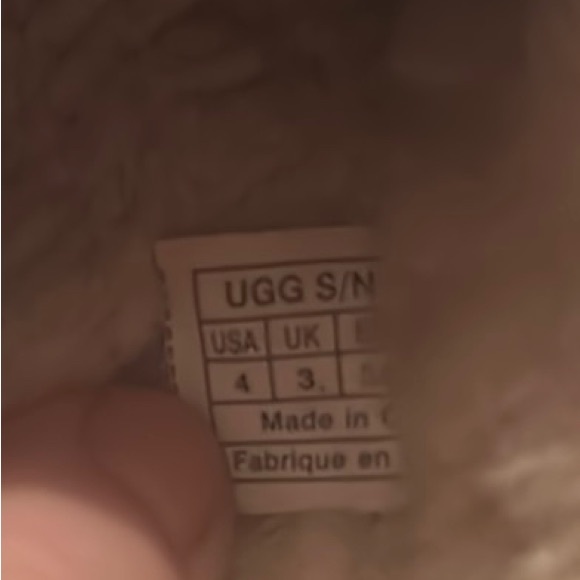 UGG S/N
USA UK
4 3.
Made in
Fabrique en